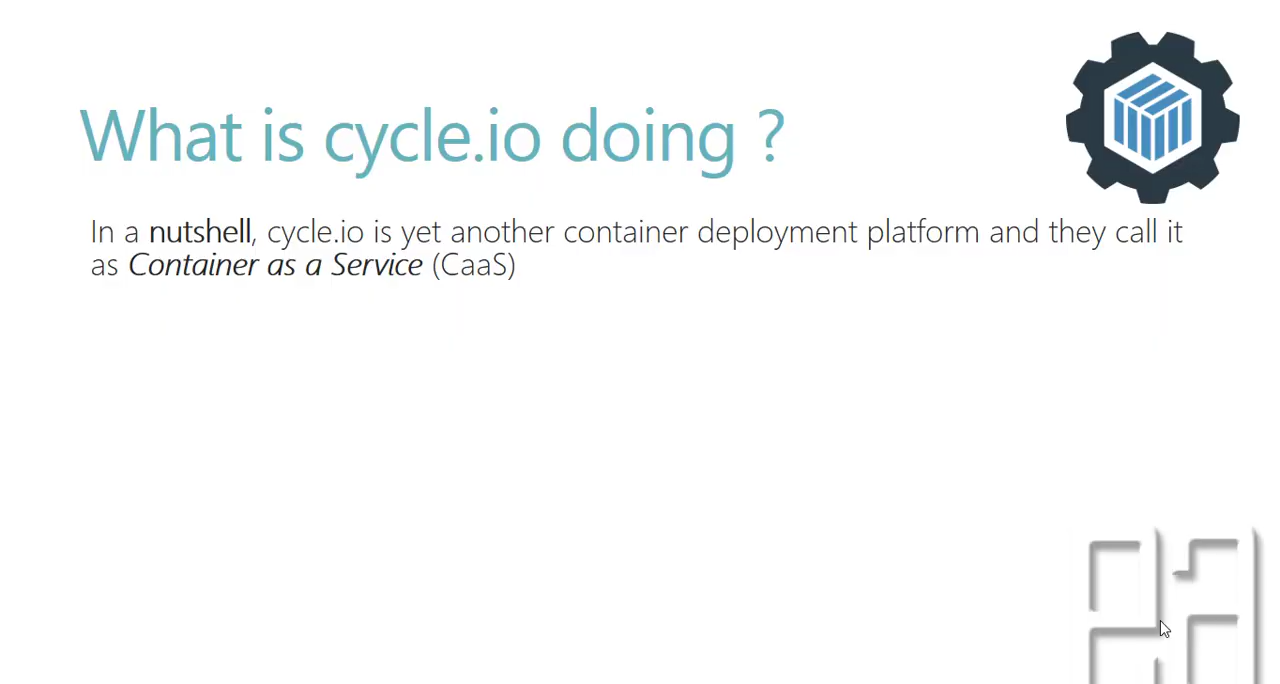 What is cycle.io doing ?
In a nutshell, cycle.io is yet another container deployment platform and they call it
as Container as a Service (CaaS)